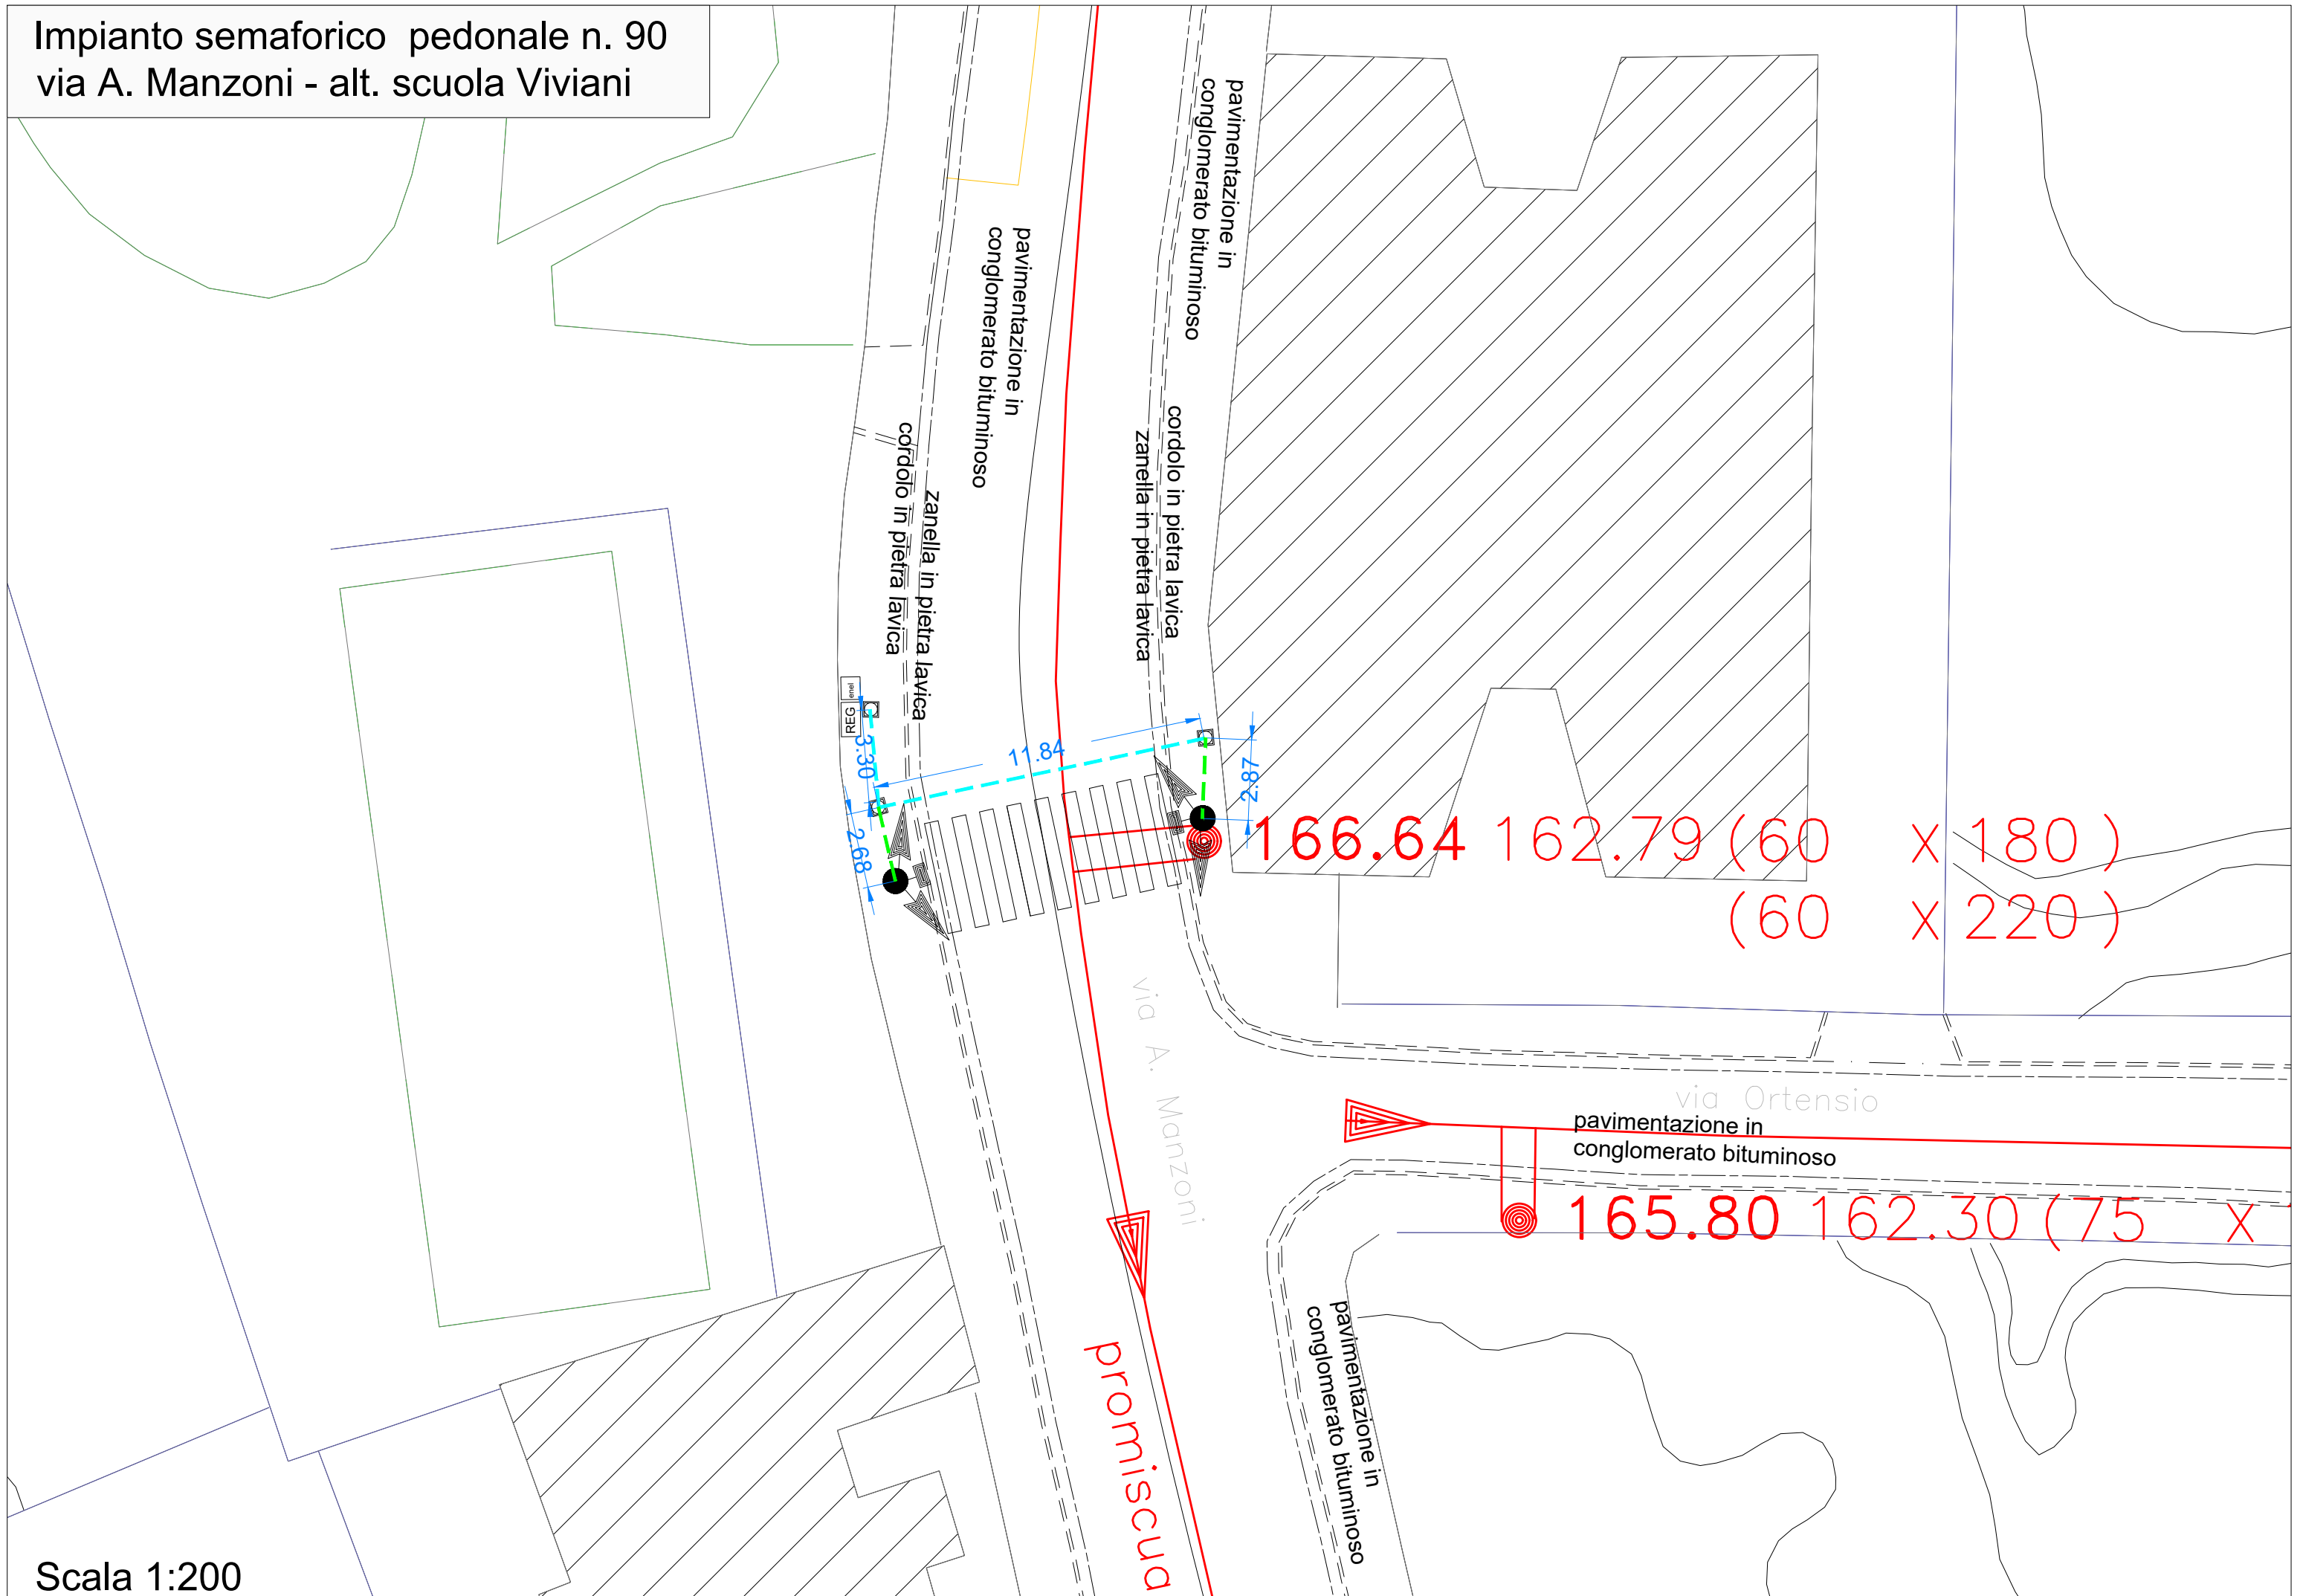 Impianto semaforico  pedonale n. 90
via A. Manzoni - alt. scuola Viviani
pavimentazione in
conglomerato bituminoso
pavimentazione in
conglomerato bituminoso
cordolo in pietra lavica
zanella in pietra lavica
cordolo in pietra lavica
zanella in pietra lavica
enel
REG
3.30
11.84
2.87
2.68
166.64 162.79 (60 X 180)
(60 X 220)
via A. Manzoni
via Ortensio
pavimentazione in
conglomerato bituminoso
165.80 162.30 (75 X
pavimentazione in
conglomerato bituminoso
promiscua
Scala 1:200